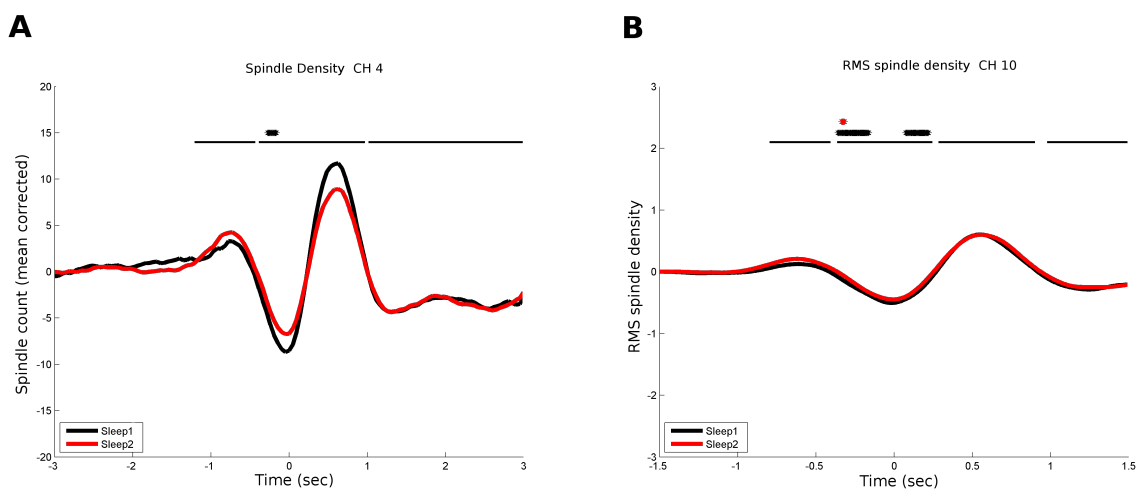 A
Spindle Density CH 4
20
15
10
5
0
-5
-10
-15
-20
Spindle count (mean corrected)
Sleep1
Sleep2
-3 -2 -1 0 1 2 3
Time (sec)
B
RMS spindle density CH 10
3
2
1
0
-1
-2
-3
RMS spindle density
Sleep1
Sleep2
-1.5 -1 -0.5 0 0.5 1 1.5
Time (sec)